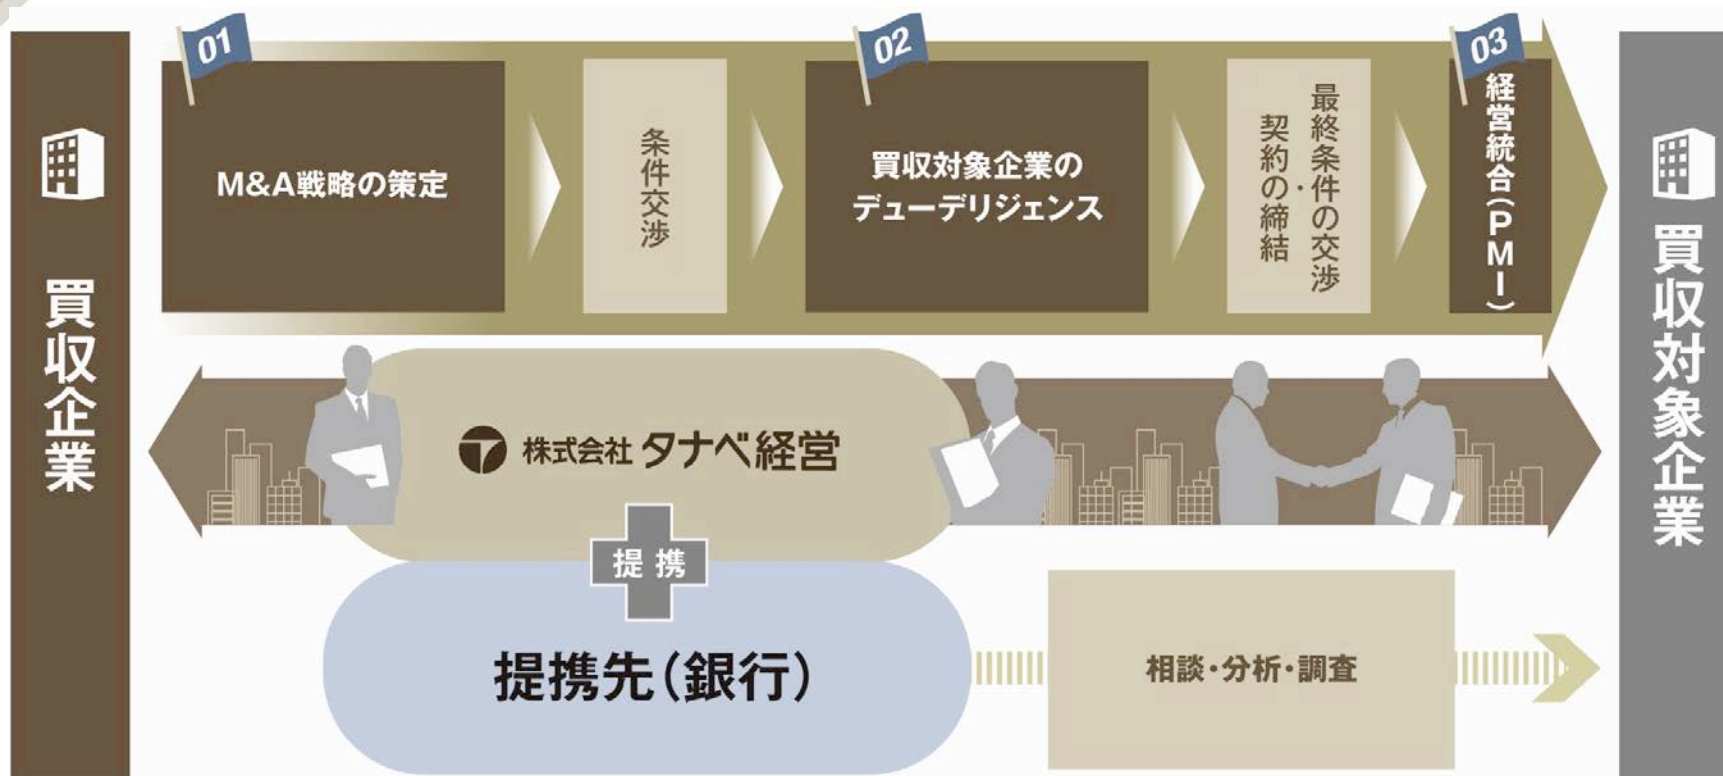 買収企業
01
M&A戦略の策定
条件交渉
02
買収対象企業の
デューデリジェンス
最終条件の交渉・
契約の締結
03
経営統合(PMI)
買収対象企業
株式会社 タナベ経営
提携
提携先(銀行)
相談・分析・調査